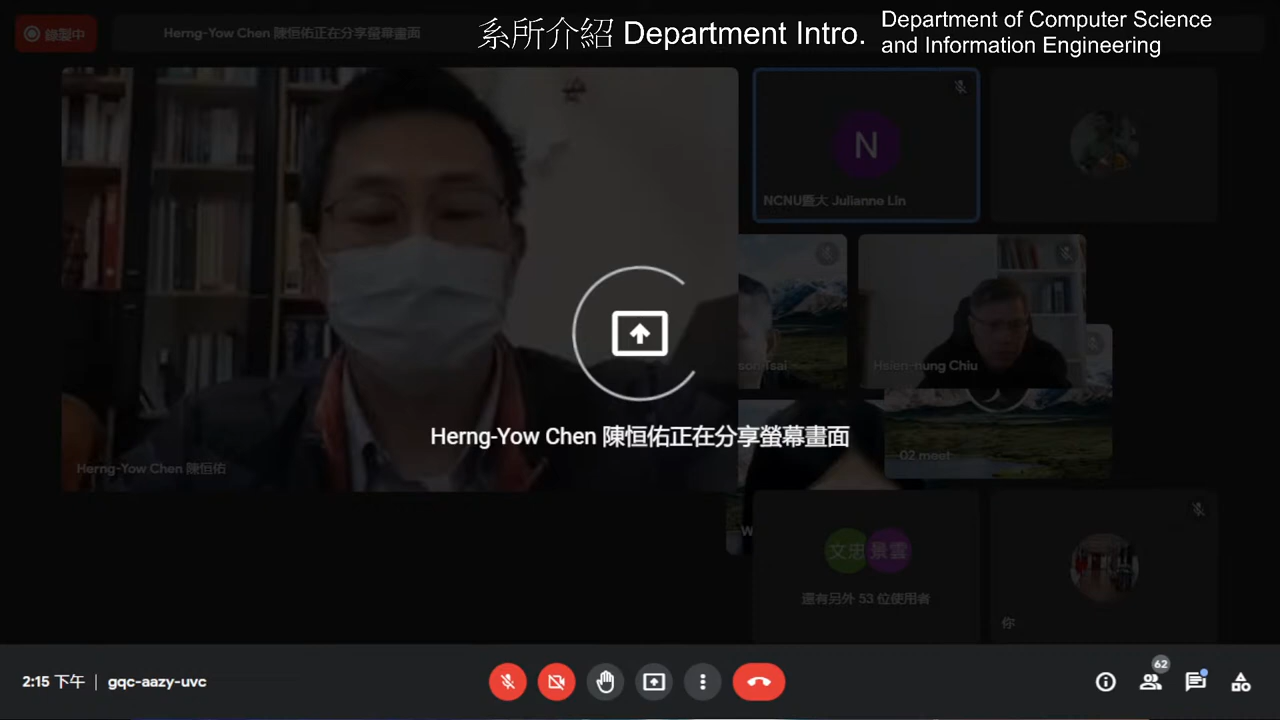 錄製中
Herng-Yow Chen 陳恒佑正在分享螢幕畫面
系所介紹 Department Intro.
Department of Computer Science
and Information Engineering
N
NCNU暨大 Julianne Lin
son Tsai
Hsien-nung Chiu
Herng-Yow Chen 陳恒佑正在分享螢幕畫面
02 meet
Herng-Yow Chen 陳恒佑
W
文忠
景雲
還有另外 53 位使用者
你
2:15 下午 | gqc-aazy-uvc
62